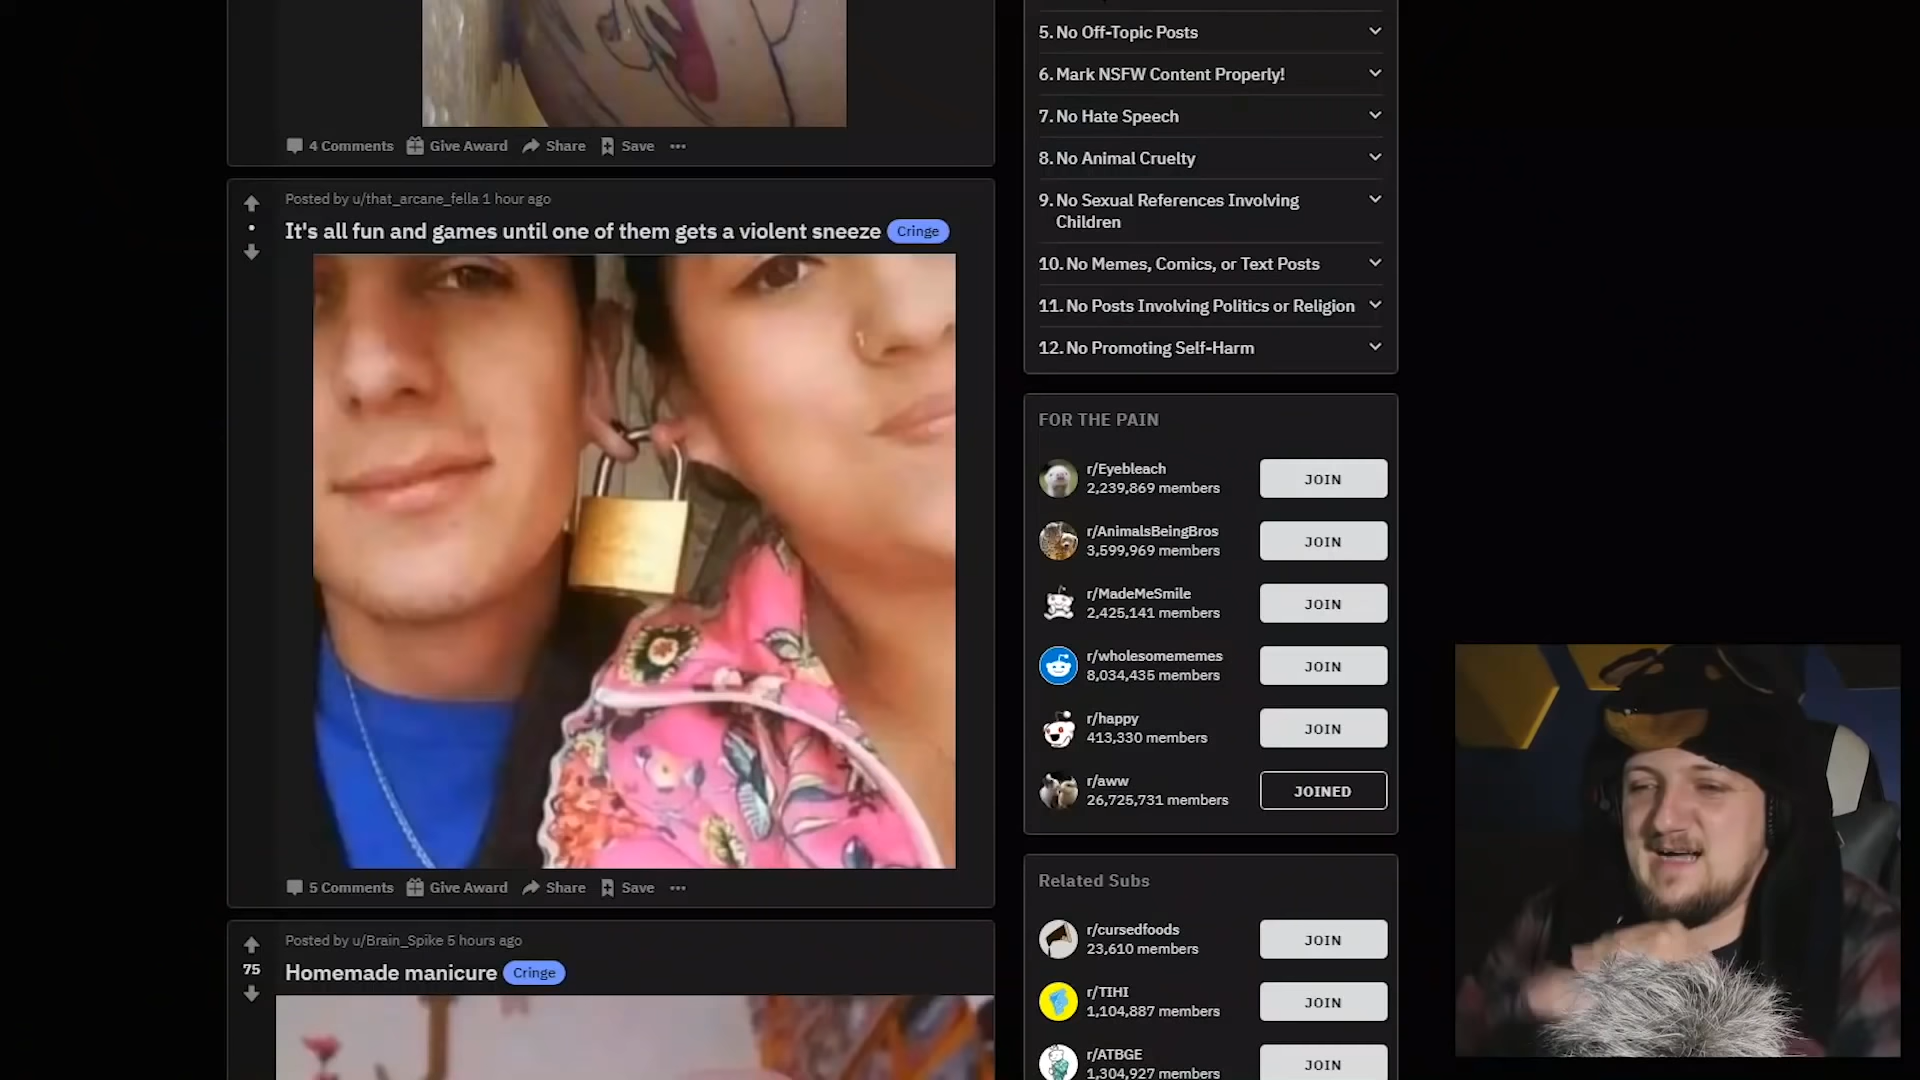 4 Comments Give Award Share Save
Posted by u/that_arcane_fella 1 hour ago
It's all fun and games until one of them gets a violent sneeze Cringe
5 Comments Give Award Share Save
Posted by u/Brain_Spike 5 hours ago
75
Homemade manicure Cringe
5. No Off-Topic Posts
6. Mark NSFW Content Properly!
7. No Hate Speech
8. No Animal Cruelty
9. No Sexual References Involving
Children
10. No Memes, Comics, or Text Posts
11. No Posts Involving Politics or Religion
12. No Promoting Self-Harm
FOR THE PAIN
r/Eyebleach
2,239,869 members
JOIN
r/AnimalsBeingBros
3,599,969 members
JOIN
r/MadeMeSmile
2,425,141 members
JOIN
r/wholesomememes
8,034,435 members
JOIN
r/happy
413,330 members
JOIN
r/aww
26,725,731 members
JOINED
Related Subs
r/cursedfoods
23,610 members
JOIN
r/TIHI
1,104,887 members
JOIN
r/ATBGE
1,304,927 members
JOIN